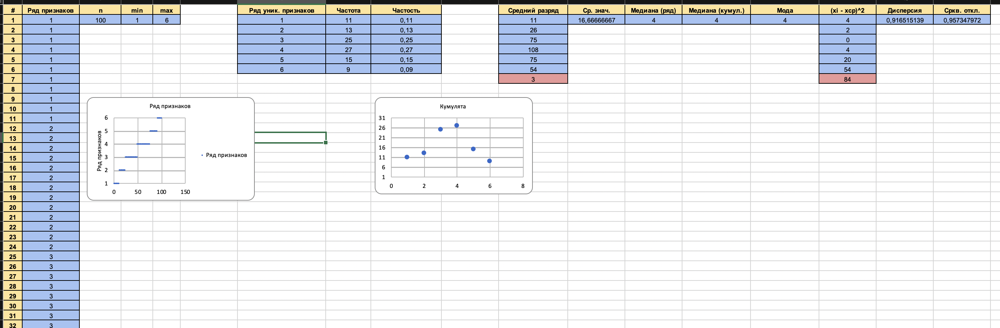 # Ряд признаков n min max Ряд уник. признаков Частота Частость Средний разряд Ср. знач. Медиана (ряд) Медиана (кумул.) Мода (xi - xcp)^2 Дисперсия Сркв. откл.
1 1 100 1 6 1 11 0,11 11 16,66666667 4 4 4 4 0,916515139 0,957347972
2 1 2 13 0,13 26 2
3 1 3 25 0,25 75 0
4 1 4 27 0,27 108 4
5 1 5 15 0,15 75 20
6 1 6 9 0,09 54 54
7 1 3 84
8 1
9 1
10 1
11 1
12 2
13 2
14 2
15 2
16 2
17 2
18 2
19 2
20 2
21 2
22 2
23 2
24 2
25 3
26 3
27 3
28 3
29 3
30 3
31 3
32 3
Ряд признаков
Ряд признаков
6
5
4
3
2
1
0 50 100 150
Ряд признаков
Кумулята
31
26
21
16
11
6
1
0 2 4 6 8